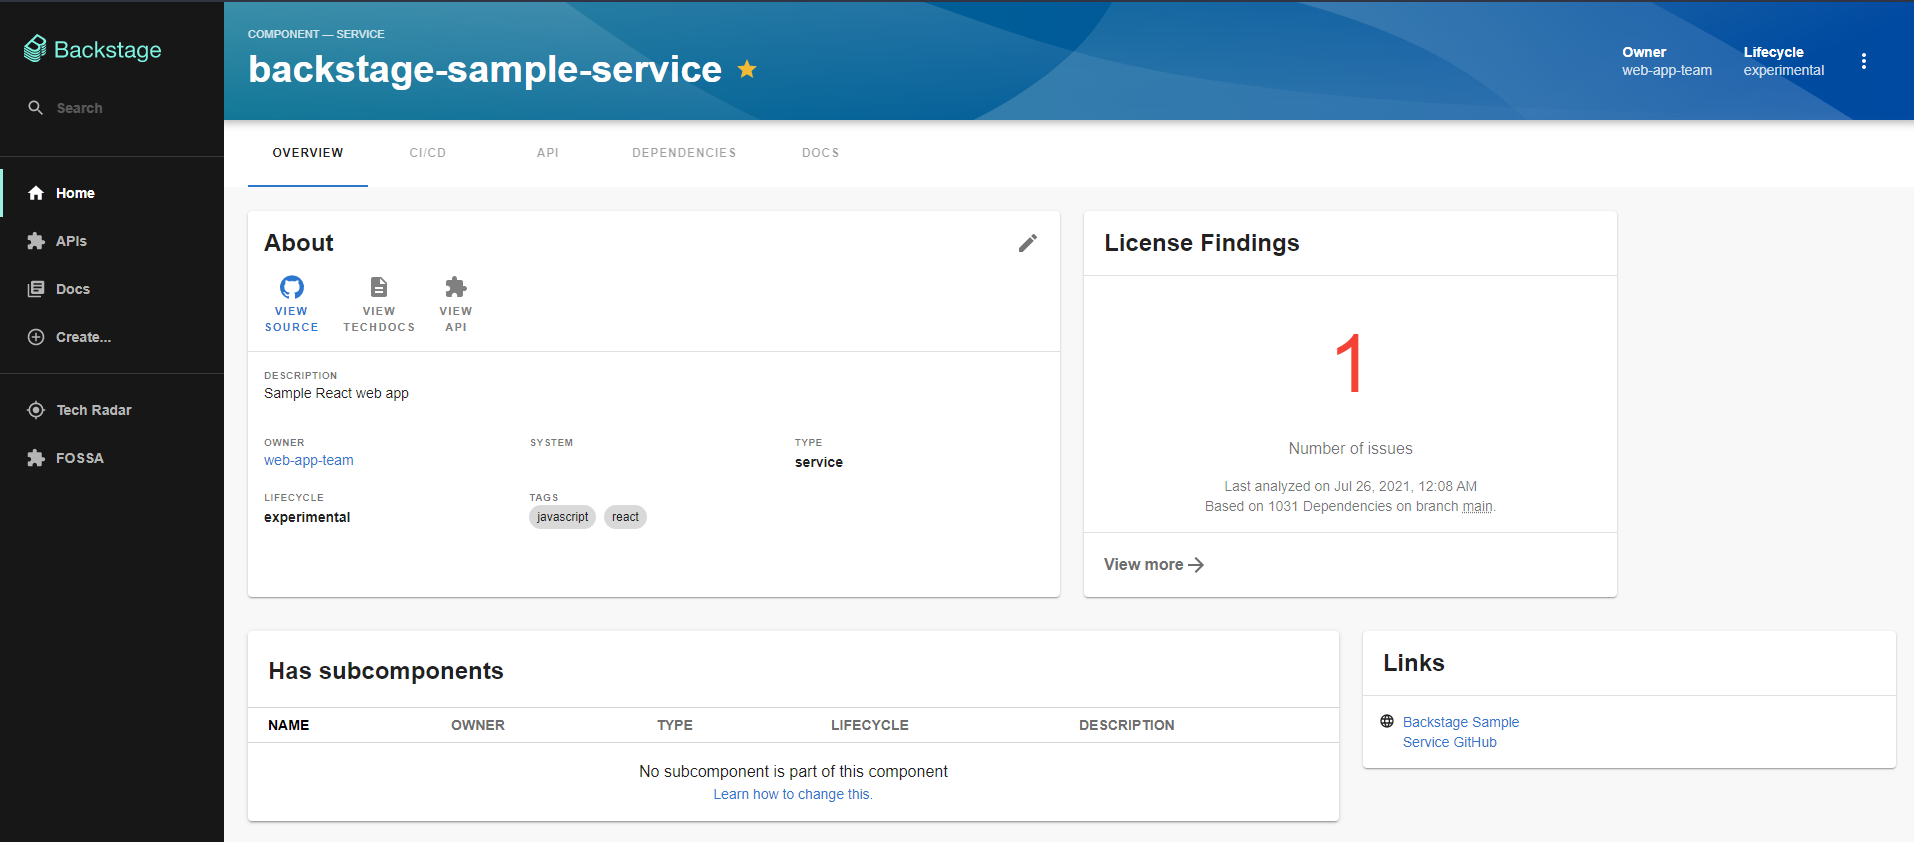 Backstage
Search
Home
APIs
Docs
Create...
Tech Radar
FOSSA
COMPONENT — SERVICE
backstage-sample-service
Owner
web-app-team
Lifecycle
experimental
OVERVIEW
CI/CD
API
DEPENDENCIES
DOCS
About
VIEW
SOURCE
VIEW
TECHDOCS
VIEW
API
DESCRIPTION
Sample React web app
OWNER
web-app-team
SYSTEM
TYPE
service
LIFECYCLE
experimental
TAGS
javascript
react
License Findings
1
Number of issues
Last analyzed on Jul 26, 2021, 12:08 AM
Based on 1031 Dependencies on branch main.
View more
Has subcomponents
NAME
OWNER
TYPE
LIFECYCLE
DESCRIPTION
No subcomponent is part of this component
Learn how to change this.
Links
Backstage Sample
Service GitHub